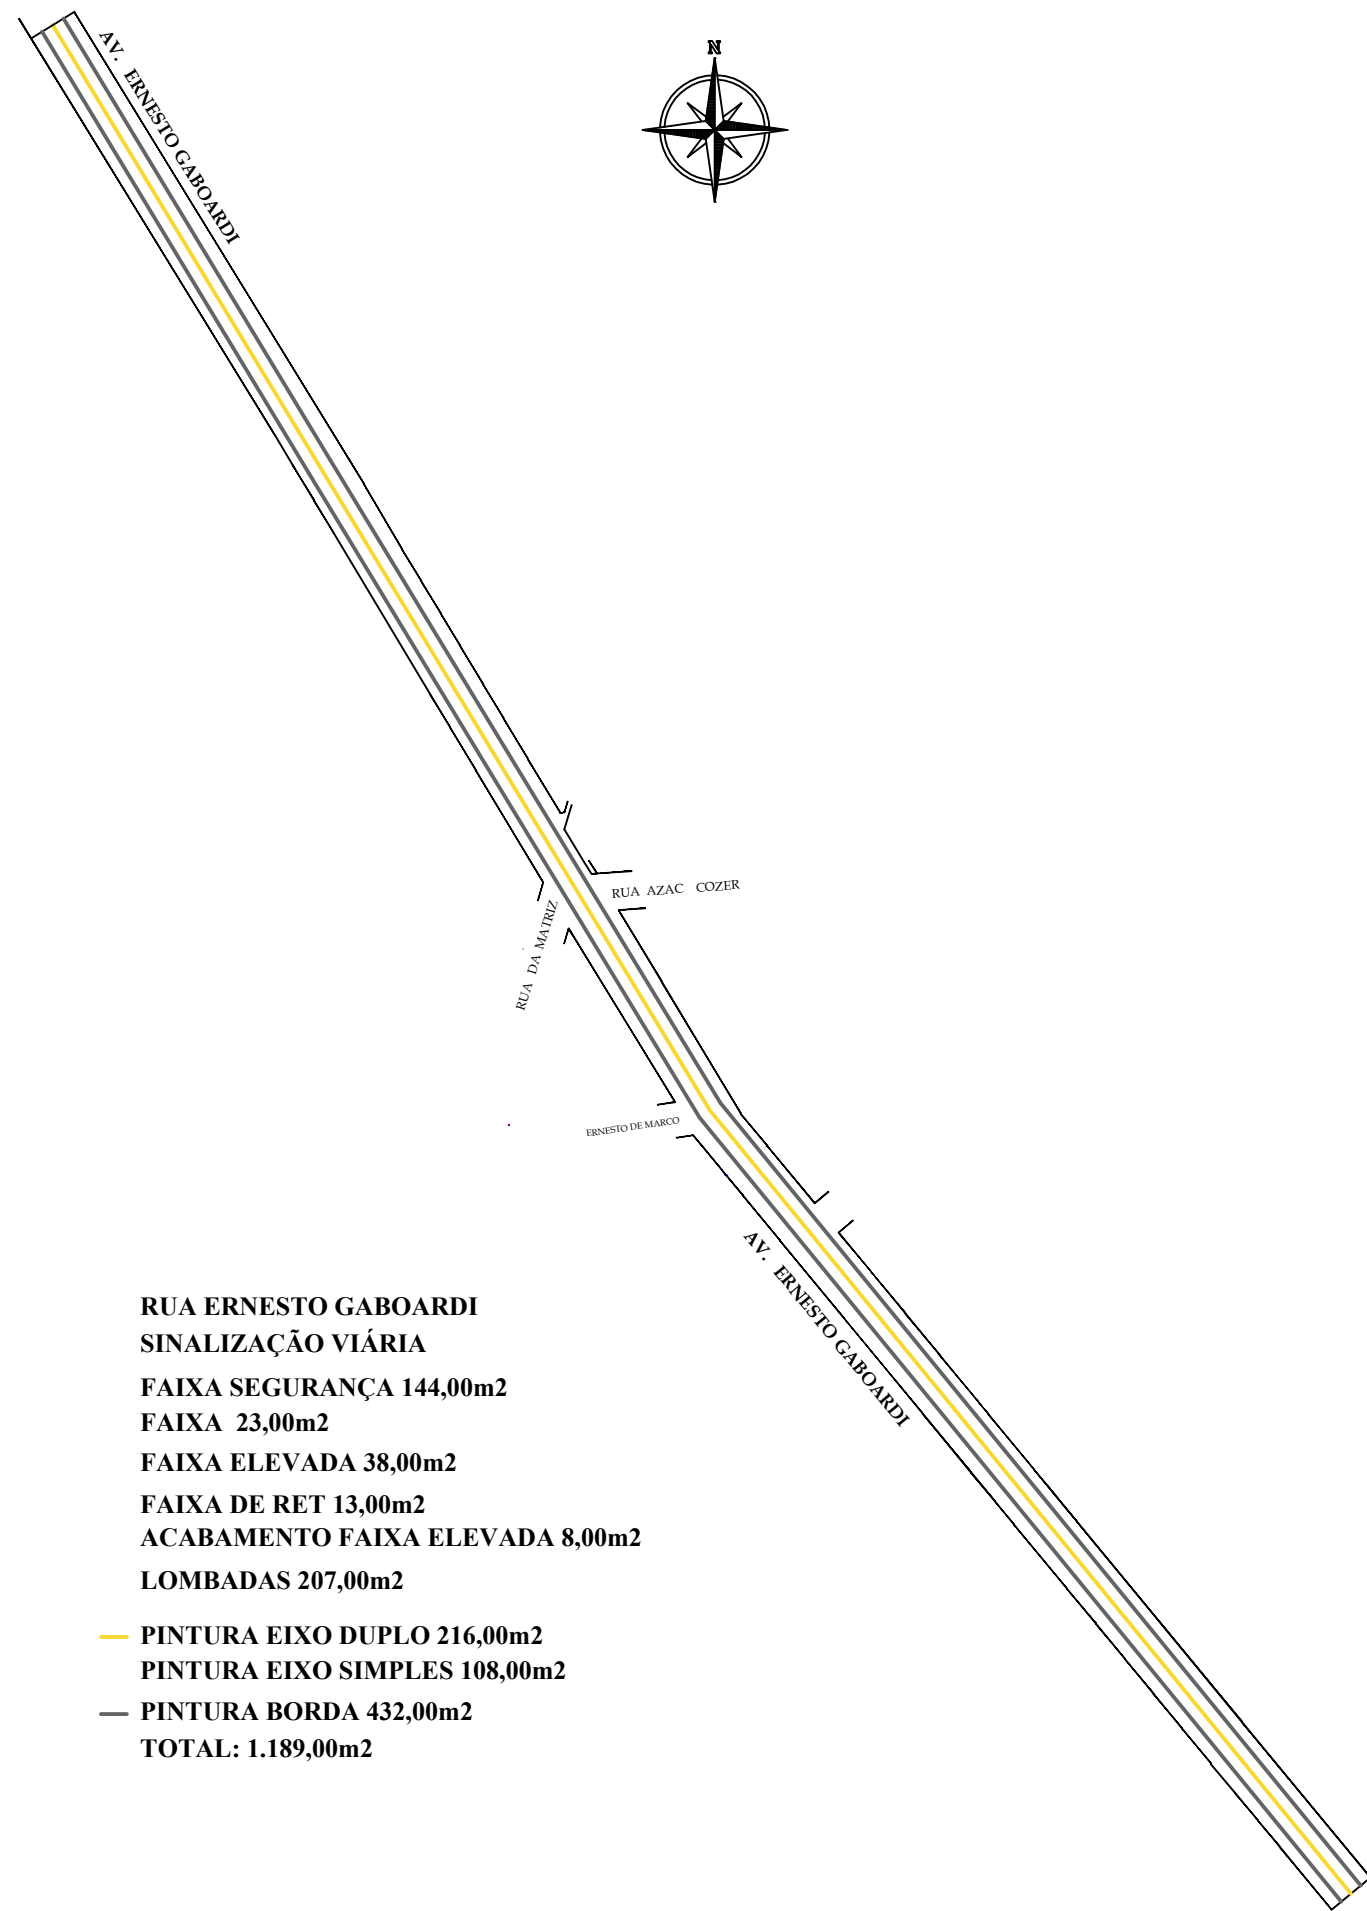 N
AV. ERNESTO GABOARDI
RUA AZAC COZER
RUA DA MATRIZ
ERNESTO DE MARCO
AV. ERNESTO GABOARDI
RUA ERNESTO GABOARDI
SINALIZAÇÃO VIÁRIA
FAIXA SEGURANÇA 144,00m2
FAIXA 23,00m2
FAIXA ELEVADA 38,00m2
FAIXA DE RET 13,00m2
ACABAMENTO FAIXA ELEVADA 8,00m2
LOMBADAS 207,00m2
PINTURA EIXO DUPLO 216,00m2
PINTURA EIXO SIMPLES 108,00m2
PINTURA BORDA 432,00m2
TOTAL: 1.189,00m2